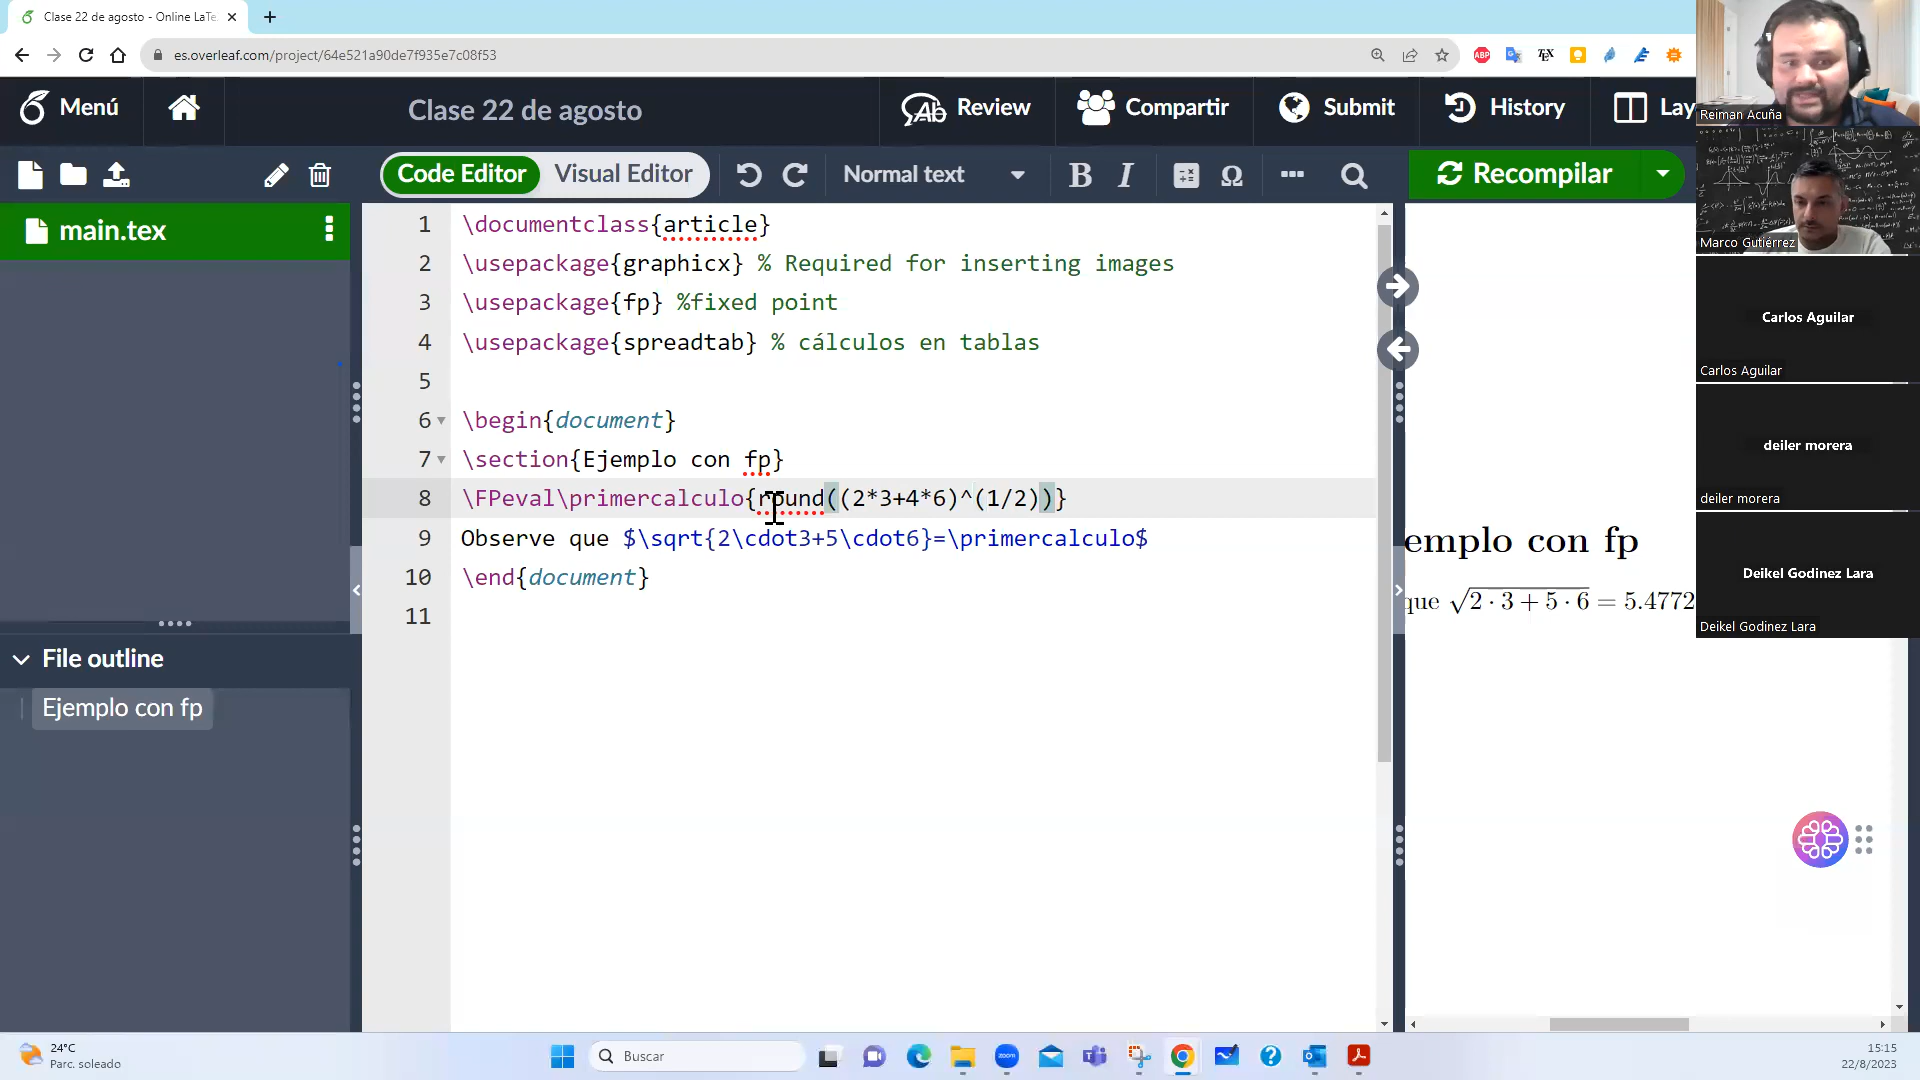 Clase 22 de agosto - Online LaTe
es.overleaf.com/project/64e521a90de7f935e7c08f53
ABP
TEX
Menú
Clase 22 de agosto
Review
Compartir
Submit
History
Lay
Code Editor
Visual Editor
Normal text
B
I
Ω
Recompilar
main.tex
1 \documentclass{article}
2 \usepackage{graphicx} % Required for inserting images
3 \usepackage{fp} %fixed point
4 \usepackage{spreadtab} % cálculos en tablas
5
6 \begin{document}
7 \section{Ejemplo con fp}
8 \FPeval\primercalculo{round((2*3+4*6)^(1/2))}
9 Observe que $\sqrt{2\cdot3+5\cdot6}=\primercalculo$
10 \end{document}
11
File outline
Ejemplo con fp
emplo con fp
que √2 · 3 + 5 · 6 = 5.4772
Reiman Acuña
Marco Gutiérrez
Carlos Aguilar
Carlos Aguilar
deiler morera
deiler morera
Deikel Godinez Lara
Deikel Godinez Lara
24°C
Parc. soleado
Buscar
zoom
15:15
22/8/2023